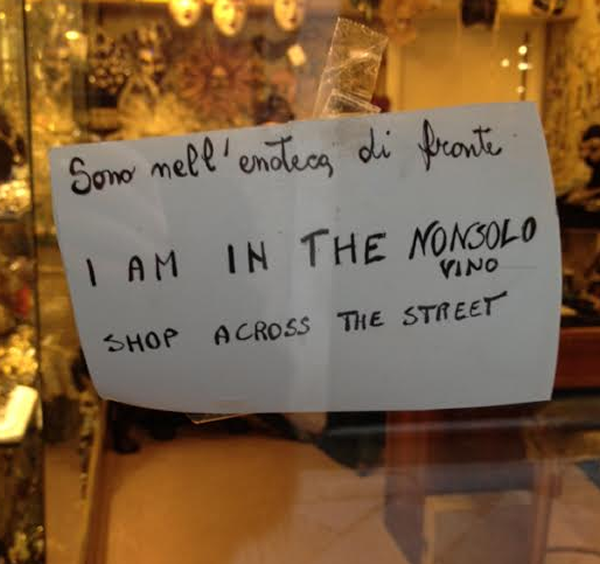 Sono nell'enoteca di fronte
I AM IN THE NONSOLO
VINO
SHOP ACROSS THE STREET